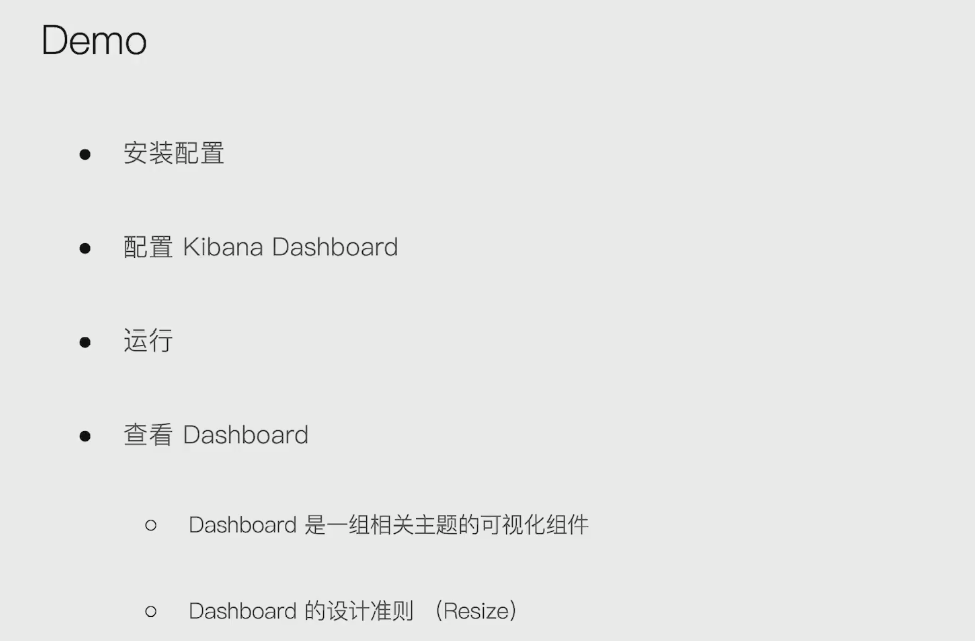 Demo
安装配置
配置 Kibana Dashboard
运行
查看 Dashboard
Dashboard 是一组相关主题的可视化组件
Dashboard 的设计准则 （Resize）